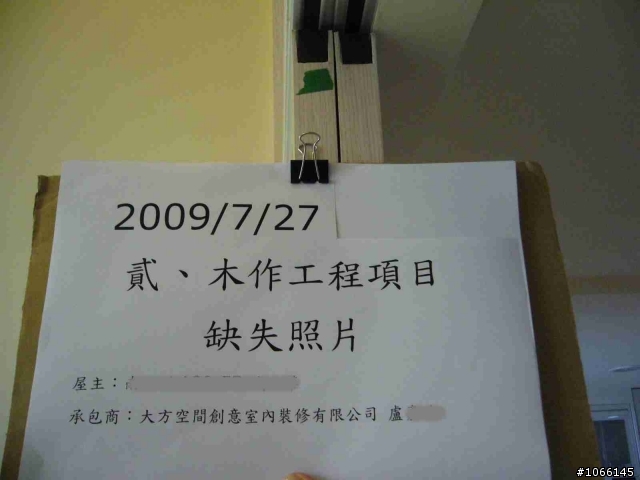 2009/7/27
貳、木作工程項目
缺失照片
屋主：
承包商：大方空間創意室內裝修有限公司 盧
#1066145